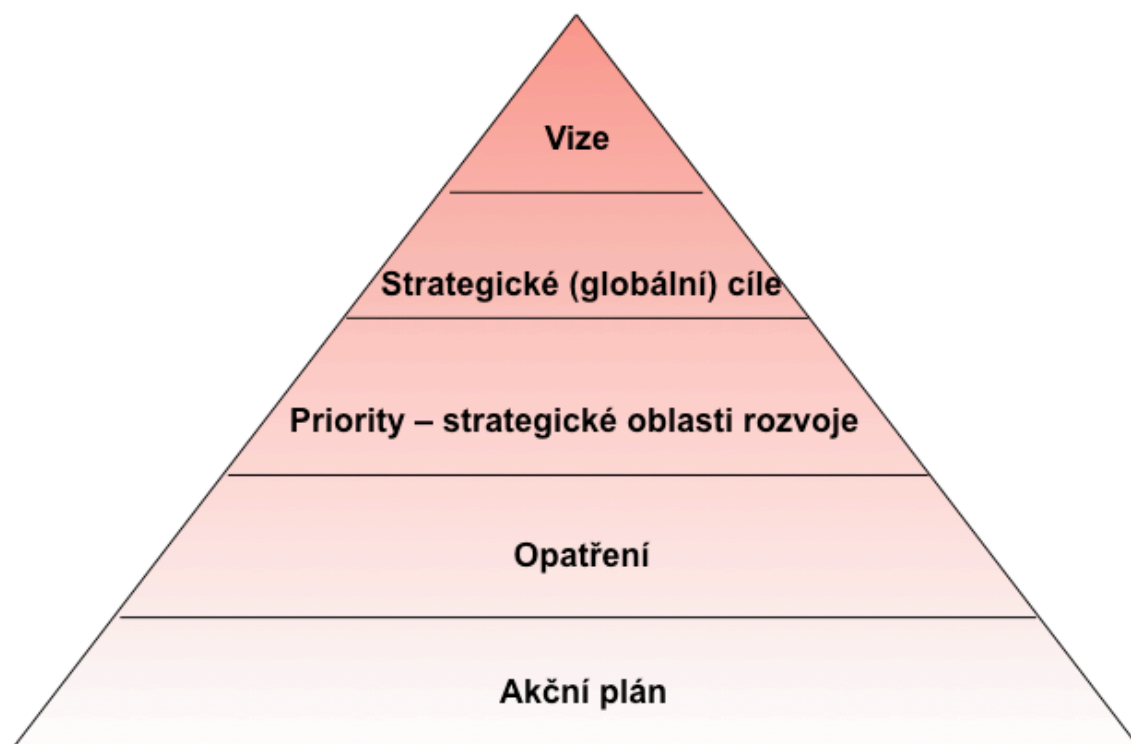 Vize
Strategické (globální) cíle
Priority – strategické oblasti rozvoje
Opatření
Akční plán